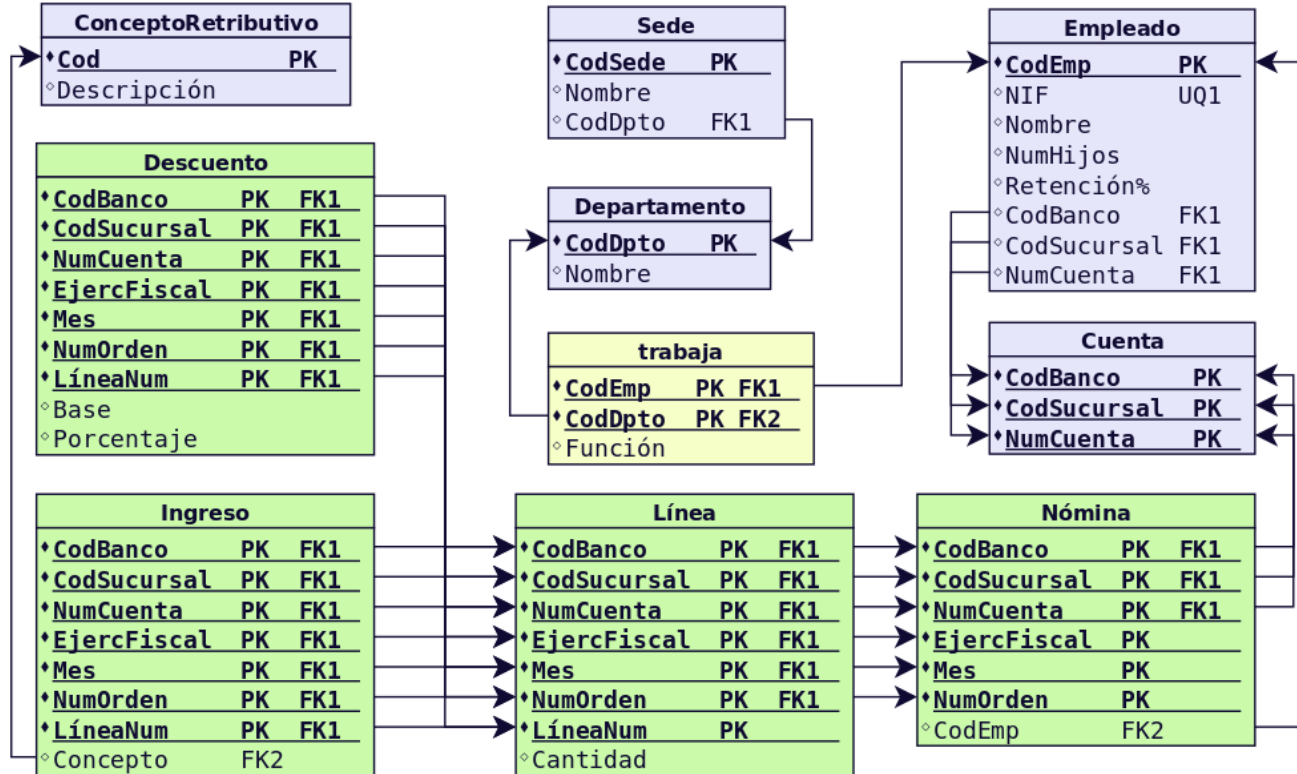 ConceptoRetributivo
Cod PK
Descripción
Sede
CodSede PK
Nombre
CodDpto FK1
Empleado
CodEmp PK
NIF UQ1
Nombre
NumHijos
Retención%
CodBanco FK1
CodSucursal FK1
NumCuenta FK1
Descuento
CodBanco PK FK1
CodSucursal PK FK1
NumCuenta PK FK1
EjercFiscal PK FK1
Mes PK FK1
NumOrden PK FK1
LíneaNum PK FK1
Base
Porcentaje
Departamento
CodDpto PK
Nombre
trabaja
CodEmp PK FK1
CodDpto PK FK2
Función
Cuenta
CodBanco PK
CodSucursal PK
NumCuenta PK
Ingreso
CodBanco PK FK1
CodSucursal PK FK1
NumCuenta PK FK1
EjercFiscal PK FK1
Mes PK FK1
NumOrden PK FK1
LíneaNum PK FK1
Concepto FK2
Línea
CodBanco PK FK1
CodSucursal PK FK1
NumCuenta PK FK1
EjercFiscal PK FK1
Mes PK FK1
NumOrden PK FK1
LíneaNum PK
Cantidad
Nómina
CodBanco PK FK1
CodSucursal PK FK1
NumCuenta PK FK1
EjercFiscal PK
Mes PK
NumOrden PK
CodEmp FK2